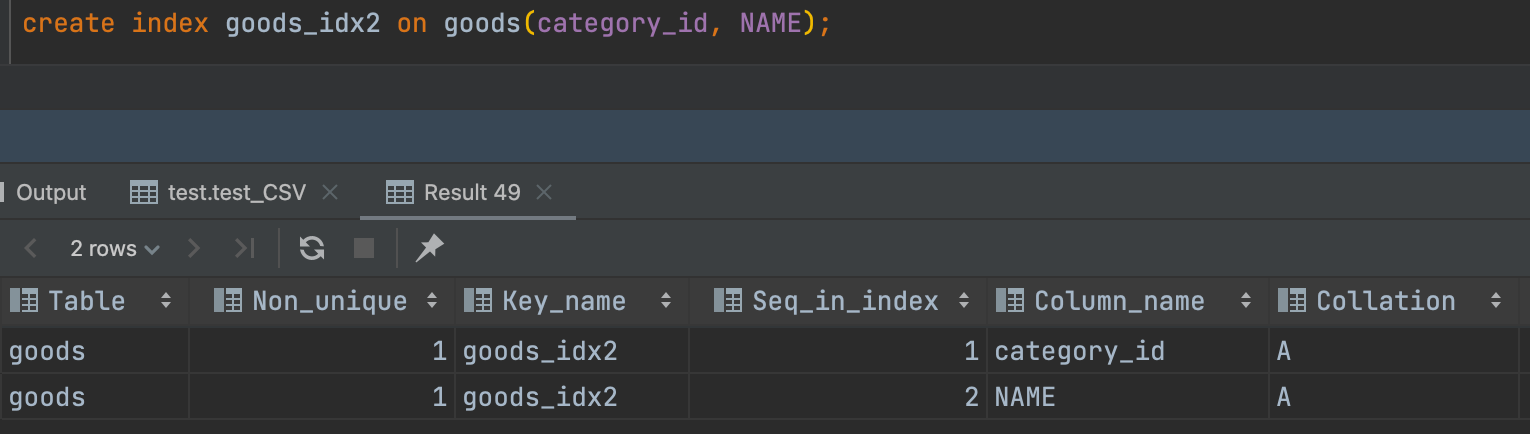 create index goods_idx2 on goods(category_id, NAME);
Output test.test_CSV Result 49
2 rows
Table Non_unique Key_name Seq_in_index Column_name Collation
goods 1 goods_idx2 1 category_id A
goods 1 goods_idx2 2 NAME A